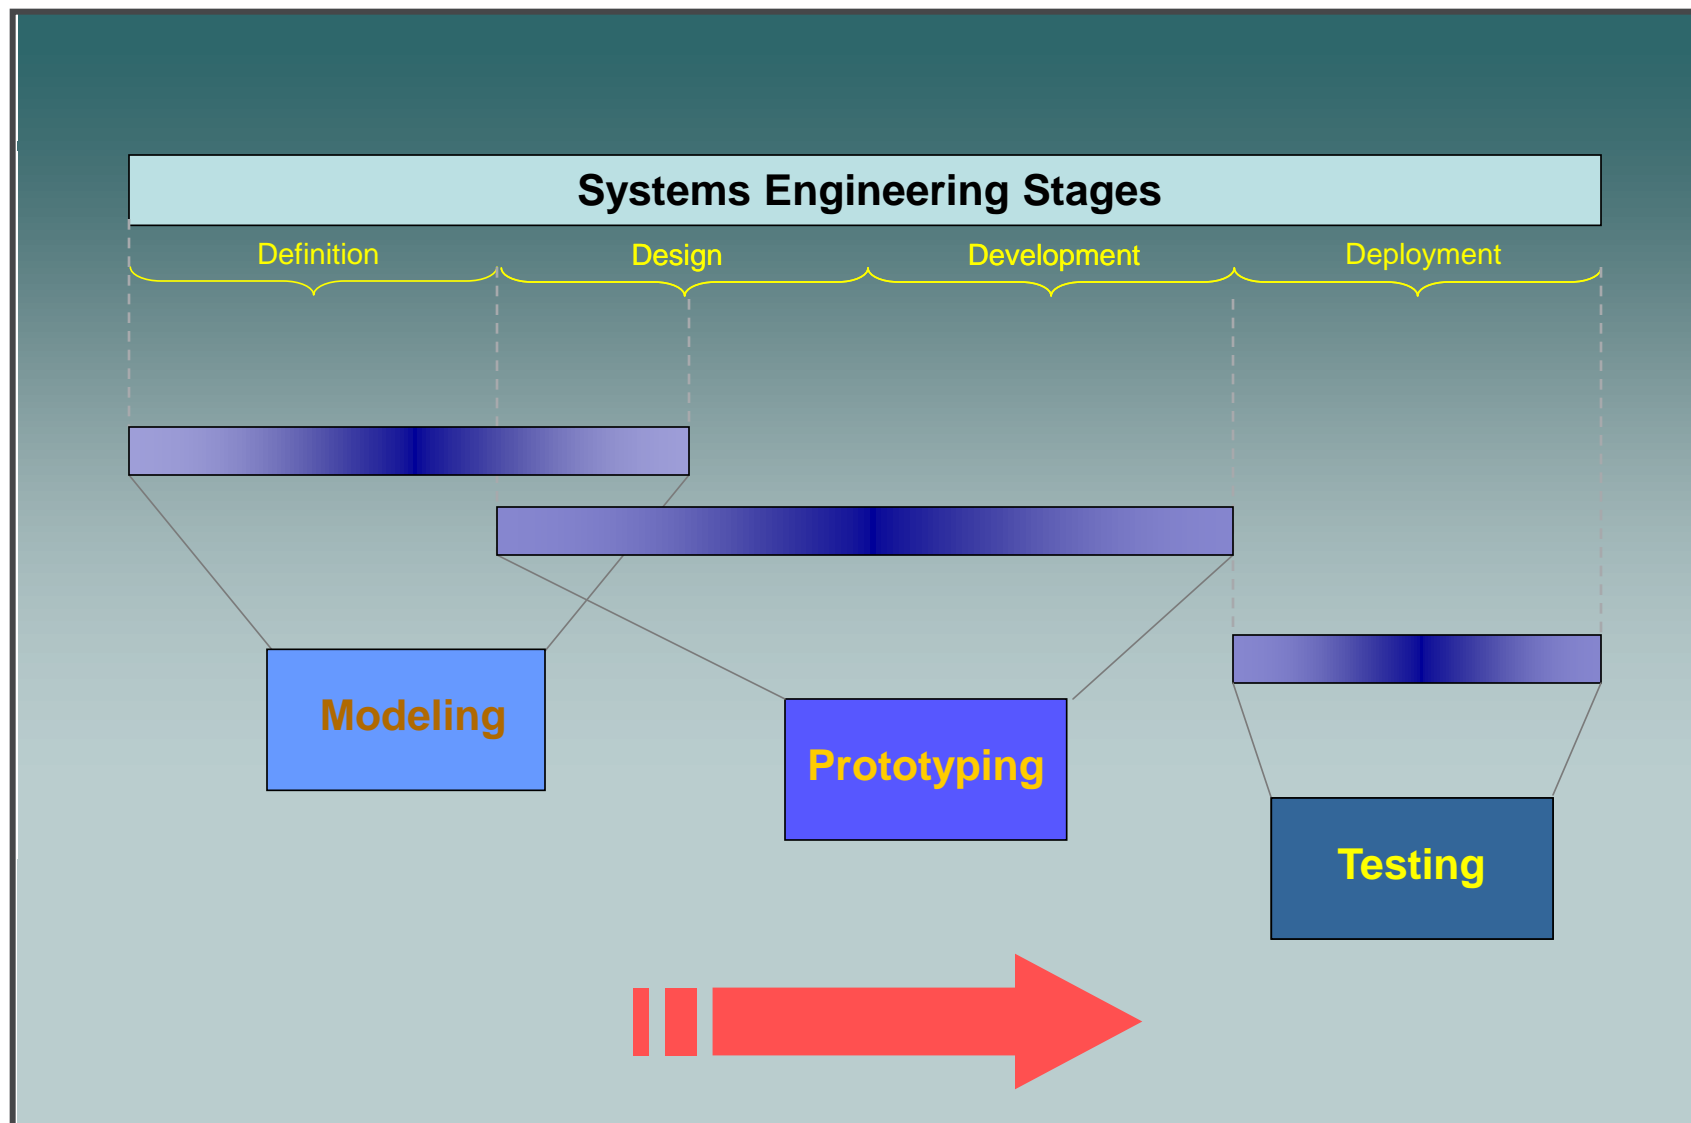 Systems Engineering Stages
Definition
Design
Development
Deployment
Modeling
Prototyping
Testing